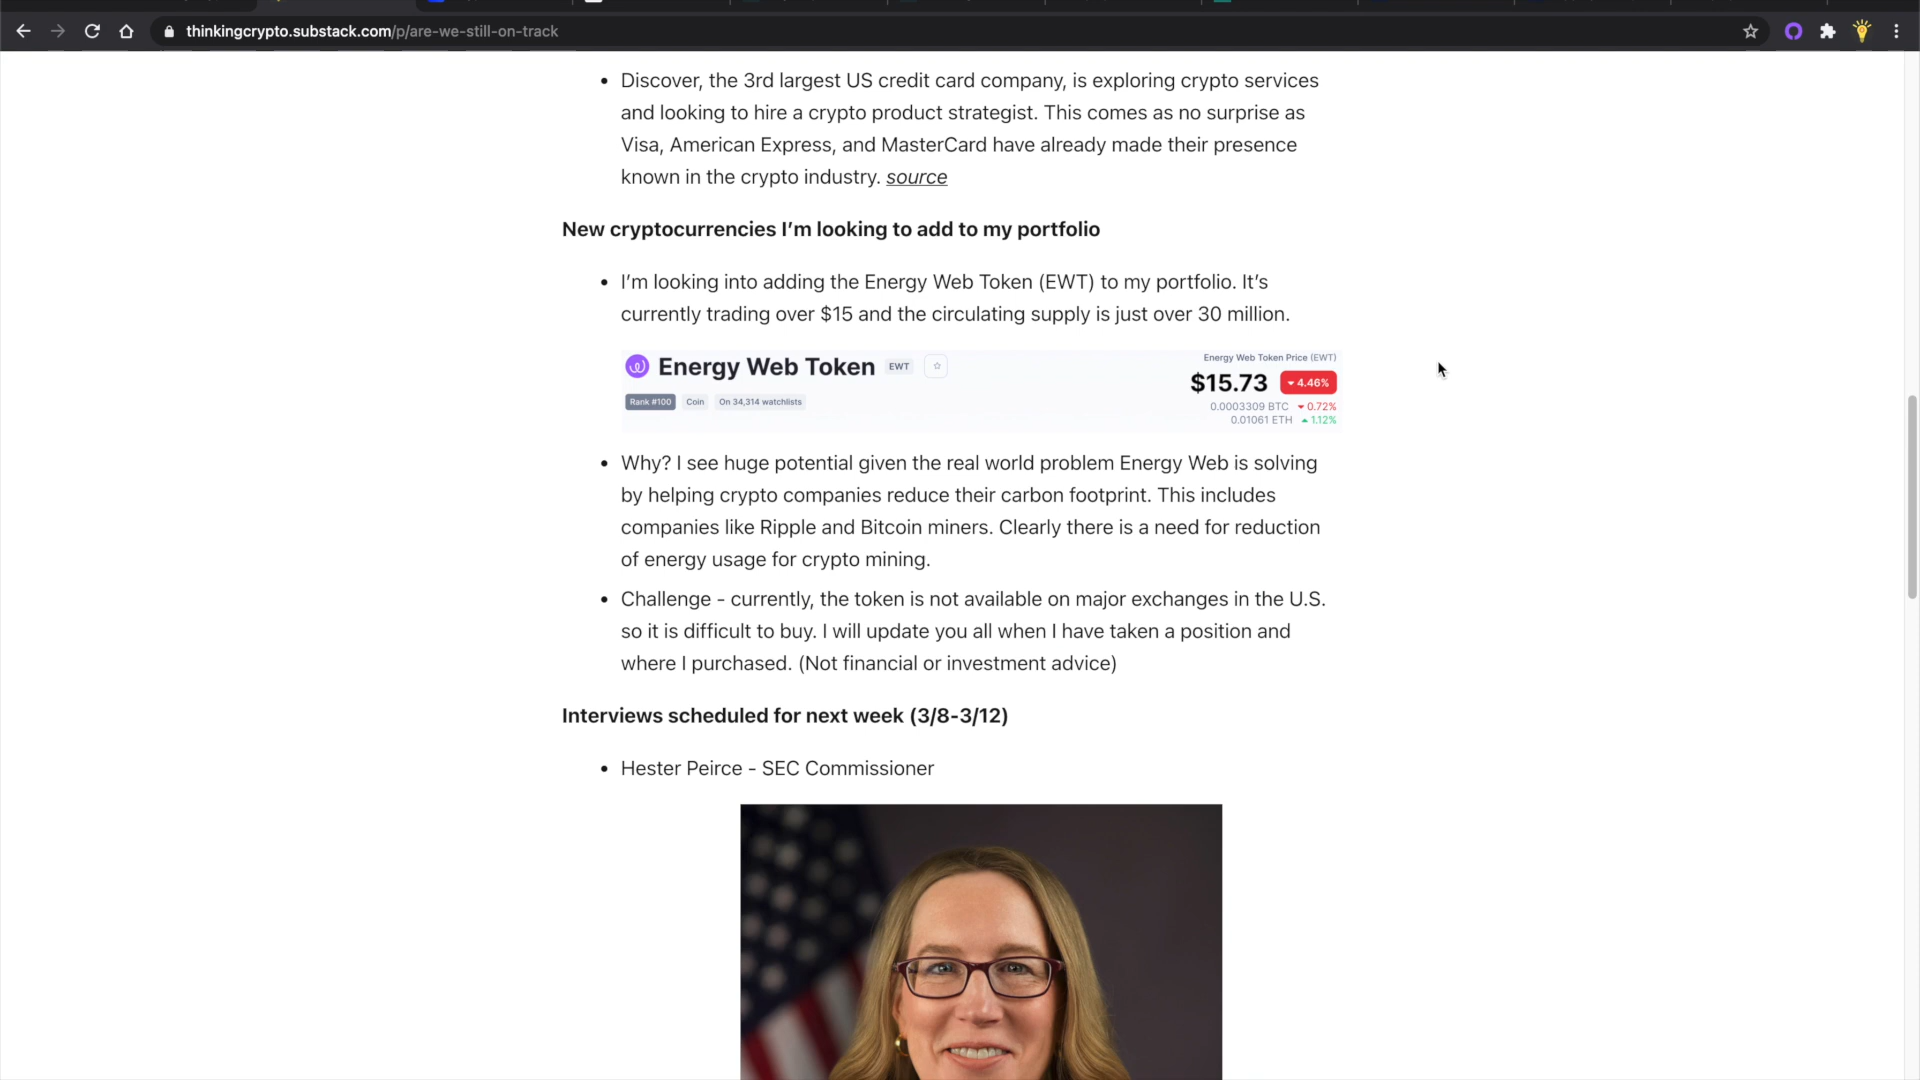 thinkingcrypto.substack.com/p/are-we-still-on-track
• Discover, the 3rd largest US credit card company, is exploring crypto services
and looking to hire a crypto product strategist. This comes as no surprise as
Visa, American Express, and MasterCard have already made their presence
known in the crypto industry. source
New cryptocurrencies I’m looking to add to my portfolio
• I’m looking into adding the Energy Web Token (EWT) to my portfolio. It’s
currently trading over $15 and the circulating supply is just over 30 million.
Energy Web Token EWT
Rank #100 Coin On 34,314 watchlists
Energy Web Token Price (EWT)
$15.73 4.46%
0.0003309 BTC 0.72%
0.01061 ETH 1.12%
• Why? I see huge potential given the real world problem Energy Web is solving
by helping crypto companies reduce their carbon footprint. This includes
companies like Ripple and Bitcoin miners. Clearly there is a need for reduction
of energy usage for crypto mining.
• Challenge - currently, the token is not available on major exchanges in the U.S.
so it is difficult to buy. I will update you all when I have taken a position and
where I purchased. (Not financial or investment advice)
Interviews scheduled for next week (3/8-3/12)
• Hester Peirce - SEC Commissioner